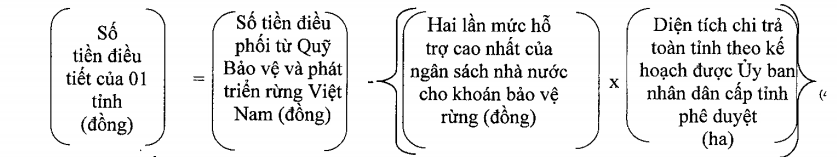 Số
tiền điều
tiết của 01
tỉnh
(đồng)
=
Số tiền điều
phối từ Quỹ
Bảo vệ và phát
triển rừng Việt
Nam (đồng)
-
Hai lần mức hỗ
trợ cao nhất của
ngân sách nhà nước
cho khoán bảo vệ
rừng (đồng)
x
Diện tích chi trả
toàn tỉnh theo kế
hoạch được Ủy ban
nhân dân cấp tỉnh
phê duyệt
(ha)